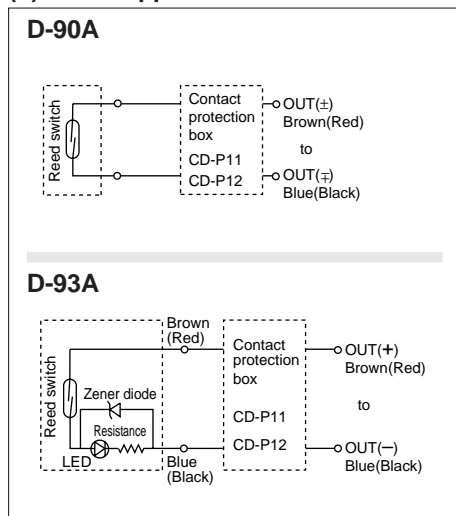 D-90A
Reed switch
Contact
protection
box
CD-P11
CD-P12
OUT(±)
Brown(Red)
to
OUT(∓)
Blue(Black)
D-93A
Reed switch
Brown
(Red)
Zener diode
Resistance
LED
Blue
(Black)
Contact
protection
box
CD-P11
CD-P12
OUT(+)
Brown(Red)
to
OUT(−)
Blue(Black)